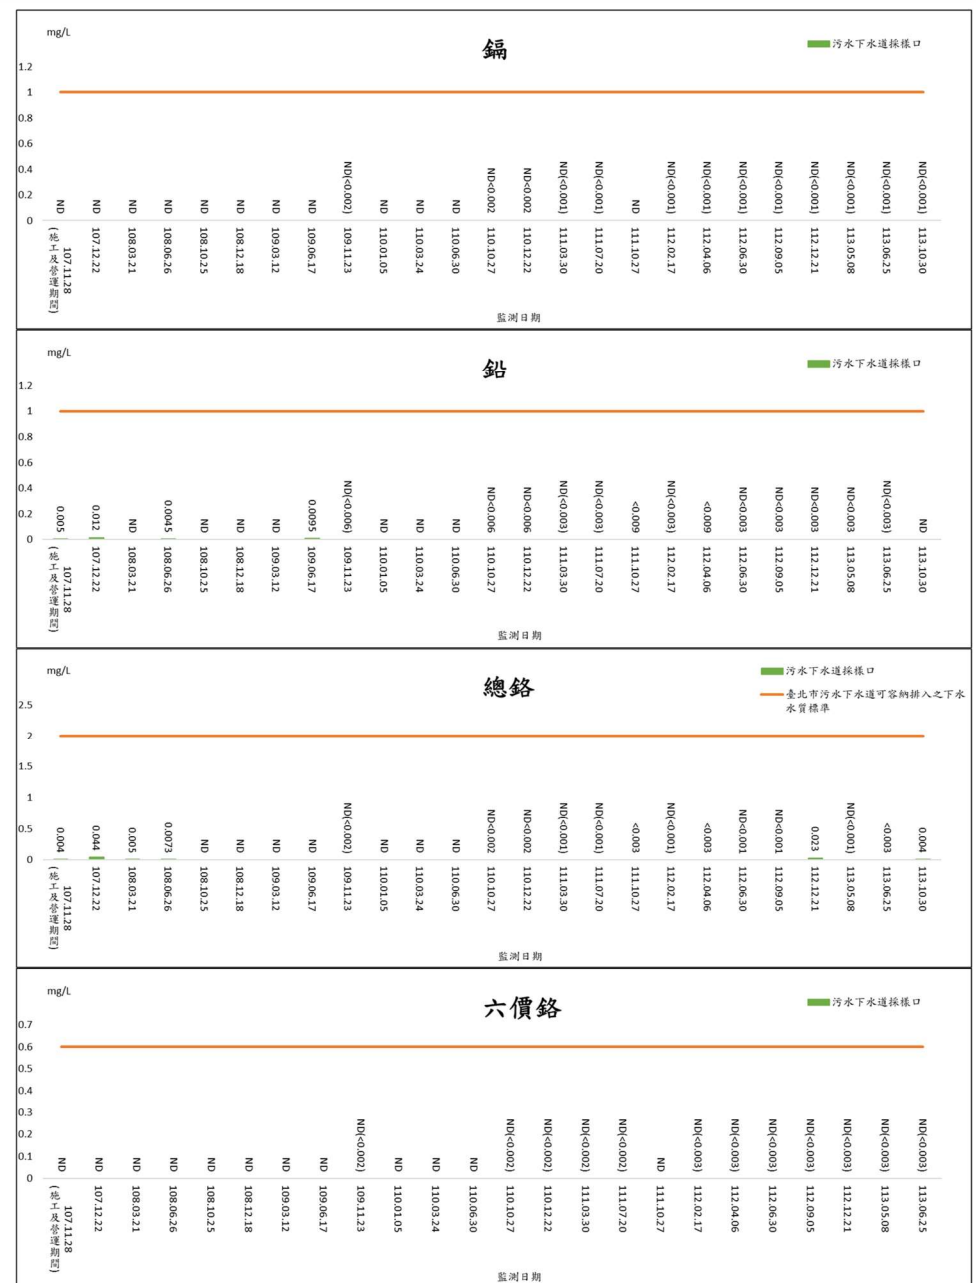 mg/L
鎘
污水下水道採樣口
1.2
1
0.8
0.6
0.4
0.2
0
ND
ND
ND
ND
ND
ND
ND
ND
ND(<0.002)
ND
ND
ND
ND<0.002
ND<0.002
ND(<0.001)
ND(<0.001)
ND
ND(<0.001)
ND(<0.001)
ND(<0.001)
ND(<0.001)
ND(<0.001)
ND(<0.001)
ND(<0.001)
ND(<0.001)
107.11.28
(施工及營運期間)
107.12.22
108.03.21
108.06.26
108.10.25
108.12.18
109.03.12
109.06.17
109.11.23
110.01.05
110.03.24
110.06.30
110.10.27
110.12.22
111.03.30
111.07.20
111.10.27
112.02.17
112.04.06
112.06.30
112.09.05
112.12.21
113.05.08
113.06.25
113.10.30
監測日期
mg/L
鉛
污水下水道採樣口
1.2
1
0.8
0.6
0.4
0.2
0
0.005
0.012
ND
0.0045
ND
ND
ND
0.0095
ND(<0.006)
ND
ND
ND
ND<0.006
ND<0.006
ND(<0.003)
ND(<0.003)
<0.009
ND(<0.003)
<0.009
ND<0.003
ND<0.003
ND<0.003
ND<0.003
ND(<0.003)
ND
107.11.28
(施工及營運期間)
107.12.22
108.03.21
108.06.26
108.10.25
108.12.18
109.03.12
109.06.17
109.11.23
110.01.05
110.03.24
110.06.30
110.10.27
110.12.22
111.03.30
111.07.20
111.10.27
112.02.17
112.04.06
112.06.30
112.09.05
112.12.21
113.05.08
113.06.25
113.10.30
監測日期
mg/L
總鉻
污水下水道採樣口
臺北市污水下水道可容納排入之下水
水質標準
2.5
2
1.5
1
0.5
0
0.004
0.044
0.005
0.0073
ND
ND
ND
ND
ND(<0.002)
ND
ND
ND
ND<0.002
ND<0.002
ND(<0.001)
ND(<0.001)
<0.003
ND(<0.001)
<0.003
ND<0.001
ND<0.001
0.023
ND(<0.001)
<0.003
0.004
107.11.28
(施工及營運期間)
107.12.22
108.03.21
108.06.26
108.10.25
108.12.18
109.03.12
109.06.17
109.11.23
110.01.05
110.03.24
110.06.30
110.10.27
110.12.22
111.03.30
111.07.20
111.10.27
112.02.17
112.04.06
112.06.30
112.09.05
112.12.21
113.05.08
113.06.25
113.10.30
監測日期
mg/L
六價鉻
污水下水道採樣口
0.7
0.6
0.5
0.4
0.3
0.2
0.1
0
ND
ND
ND
ND
ND
ND
ND
ND
ND(<0.002)
ND
ND
ND
ND(<0.002)
ND(<0.002)
ND(<0.002)
ND(<0.002)
ND
ND(<0.003)
ND(<0.003)
ND(<0.003)
ND(<0.003)
ND(<0.003)
ND(<0.003)
ND(<0.003)
107.11.28
(施工及營運期間)
107.12.22
108.03.21
108.06.26
108.10.25
108.12.18
109.03.12
109.06.17
109.11.23
110.01.05
110.03.24
110.06.30
110.10.27
110.12.22
111.03.30
111.07.20
111.10.27
112.02.17
112.04.06
112.06.30
112.09.05
112.12.21
113.05.08
113.06.25
監測日期